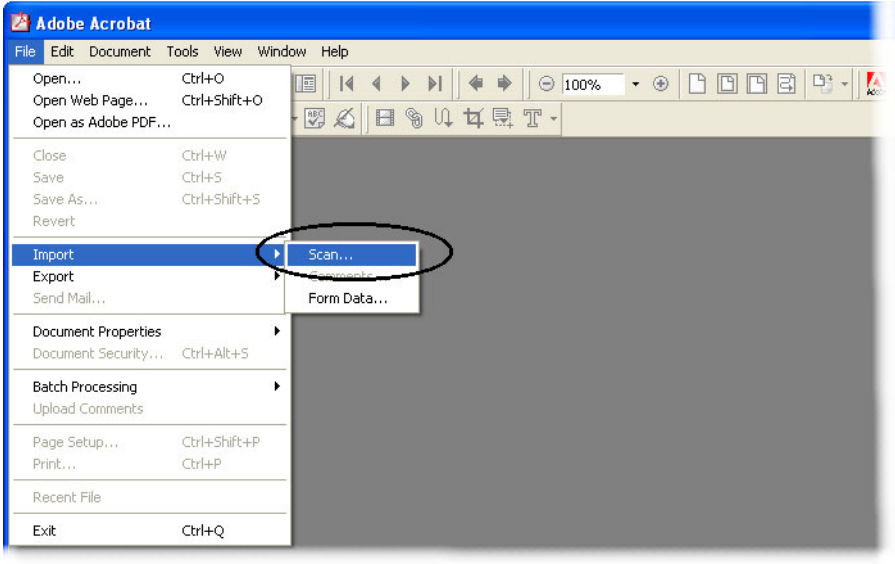 Adobe Acrobat
File Edit Document Tools View Window Help
Open... Ctrl+O
100%
Open Web Page... Ctrl+Shift+O
Open as Adobe PDF...
Close Ctrl+W
Save Ctrl+S
Save As... Ctrl+Shift+S
Revert
Import Scan...
Export Comments...
Send Mail... Form Data...
Document Properties
Document Security... Ctrl+Alt+S
Batch Processing
Upload Comments
Page Setup... Ctrl+Shift+P
Print... Ctrl+P
Recent File
Exit Ctrl+Q